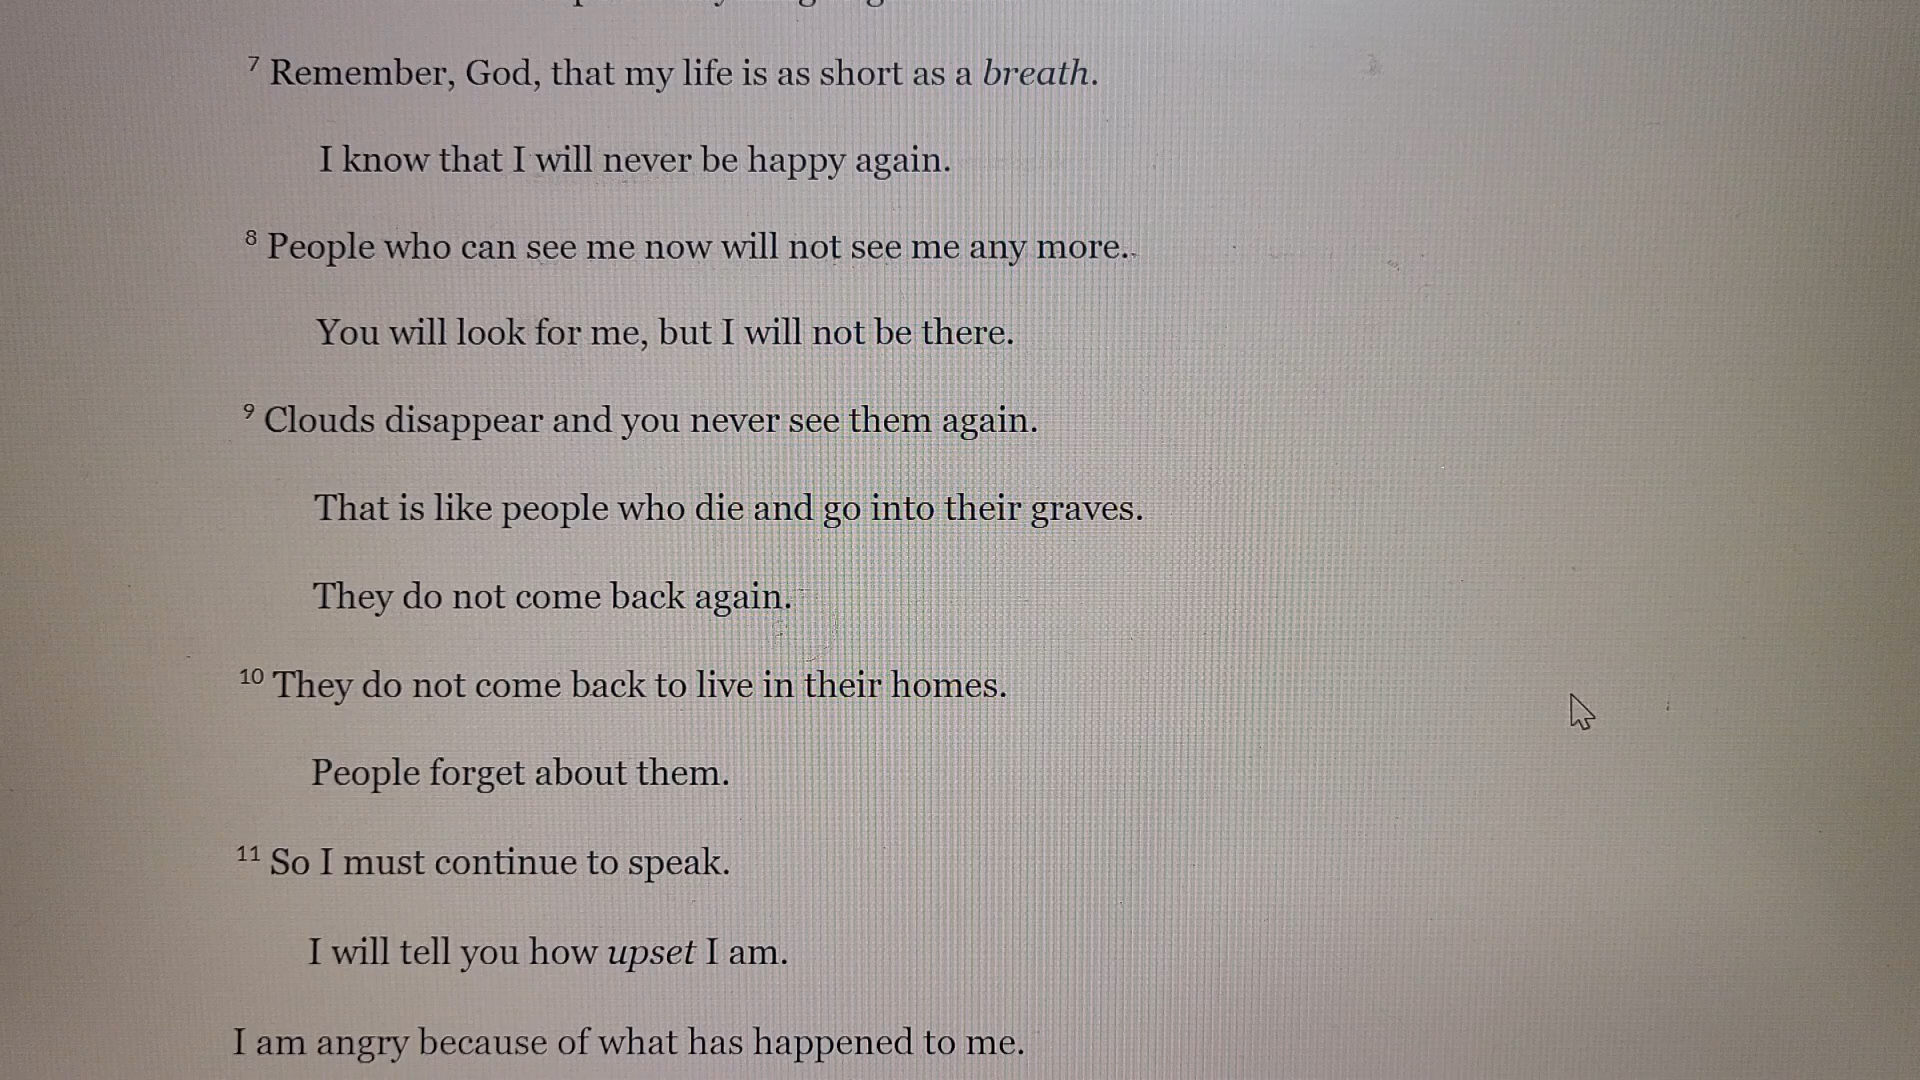 7 Remember, God, that my life is as short as a breath.
I know that I will never be happy again.
8 People who can see me now will not see me any more..
You will look for me, but I will not be there.
9 Clouds disappear and you never see them again.
That is like people who die and go into their graves.
They do not come back again.
10 They do not come back to live in their homes.
People forget about them.
11 So I must continue to speak.
I will tell you how upset I am.
I am angry because of what has happened to me.